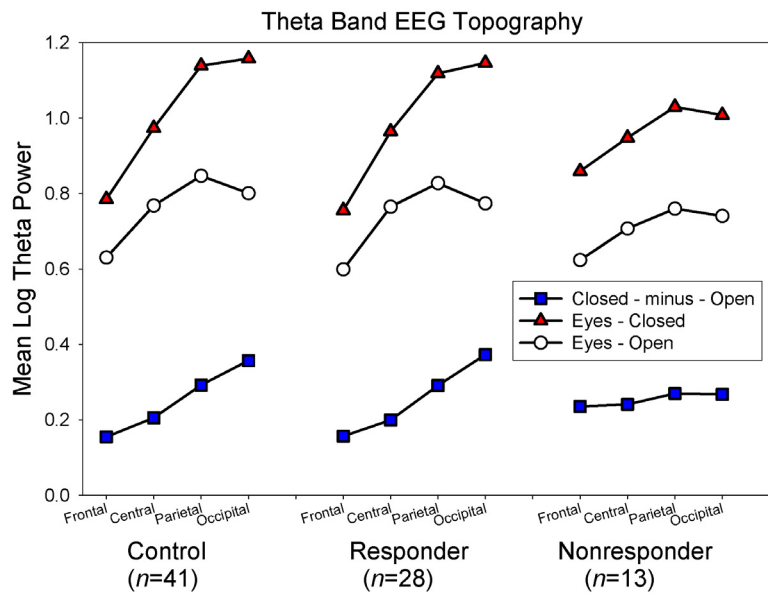 Theta Band EEG Topography
Mean Log Theta Power
1.2
1.0
0.8
0.6
0.4
0.2
0.0
Closed - minus - Open
Eyes - Closed
Eyes - Open
Frontal Central Parietal Occipital Frontal Central Parietal Occipital Frontal Central Parietal Occipital
Control Responder Nonresponder
(n=41) (n=28) (n=13)